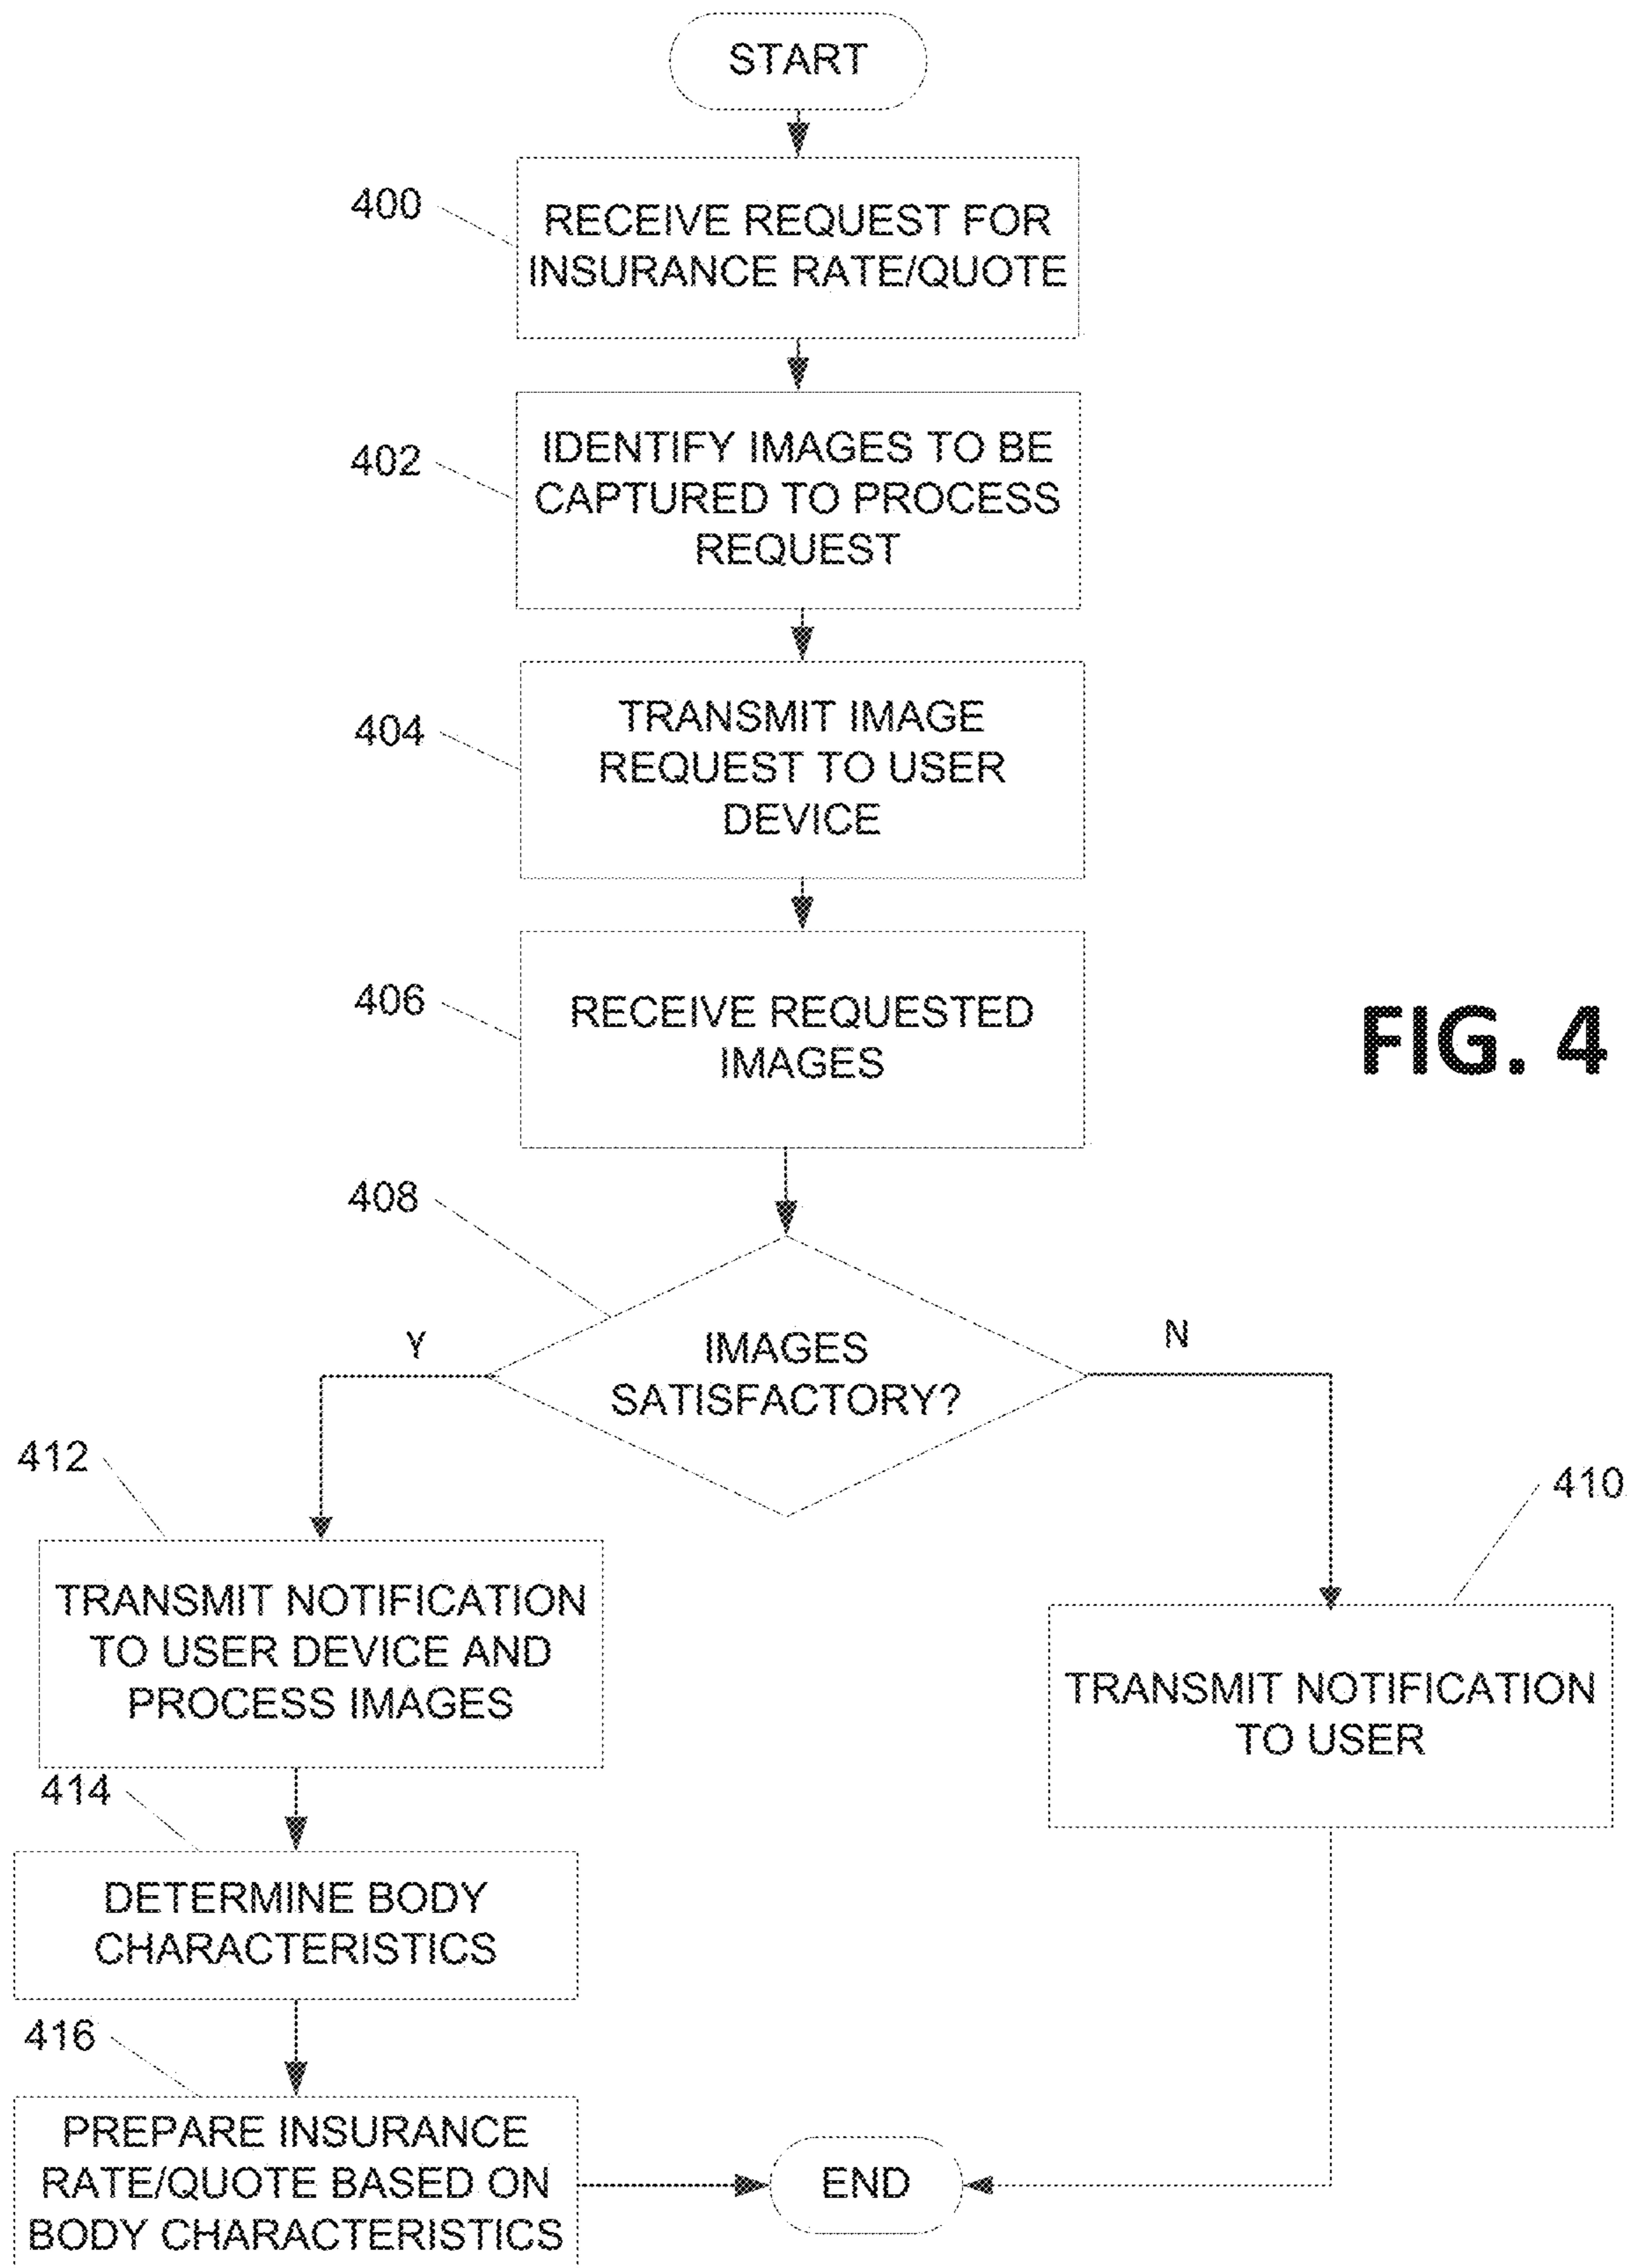 START
400
RECEIVE REQUEST FOR
INSURANCE RATE/QUOTE
402
IDENTIFY IMAGES TO BE
CAPTURED TO PROCESS
REQUEST
404
TRANSMIT IMAGE
REQUEST TO USER
DEVICE
406
RECEIVE REQUESTED
IMAGES
FIG. 4
408
IMAGES
SATISFACTORY?
Y
N
412
TRANSMIT NOTIFICATION
TO USER DEVICE AND
PROCESS IMAGES
410
TRANSMIT NOTIFICATION
TO USER
414
DETERMINE BODY
CHARACTERISTICS
416
PREPARE INSURANCE
RATE/QUOTE BASED ON
BODY CHARACTERISTICS
END